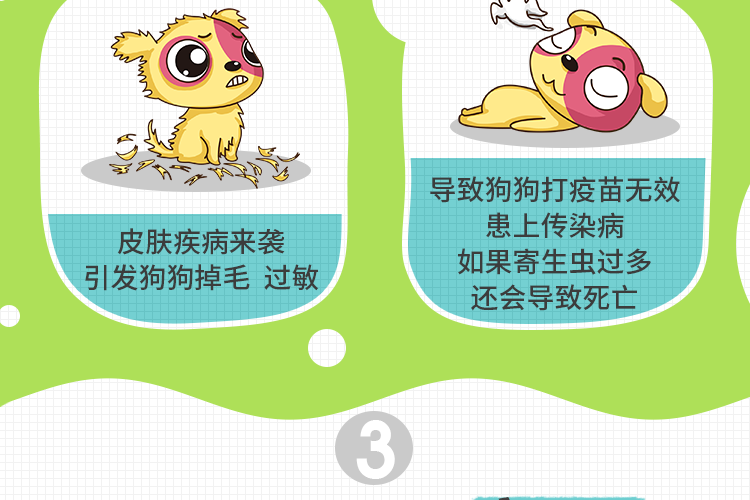 皮肤疾病来袭
引发狗狗掉毛 过敏
导致狗狗打疫苗无效
患上传染病
如果寄生虫过多
还会导致死亡
3